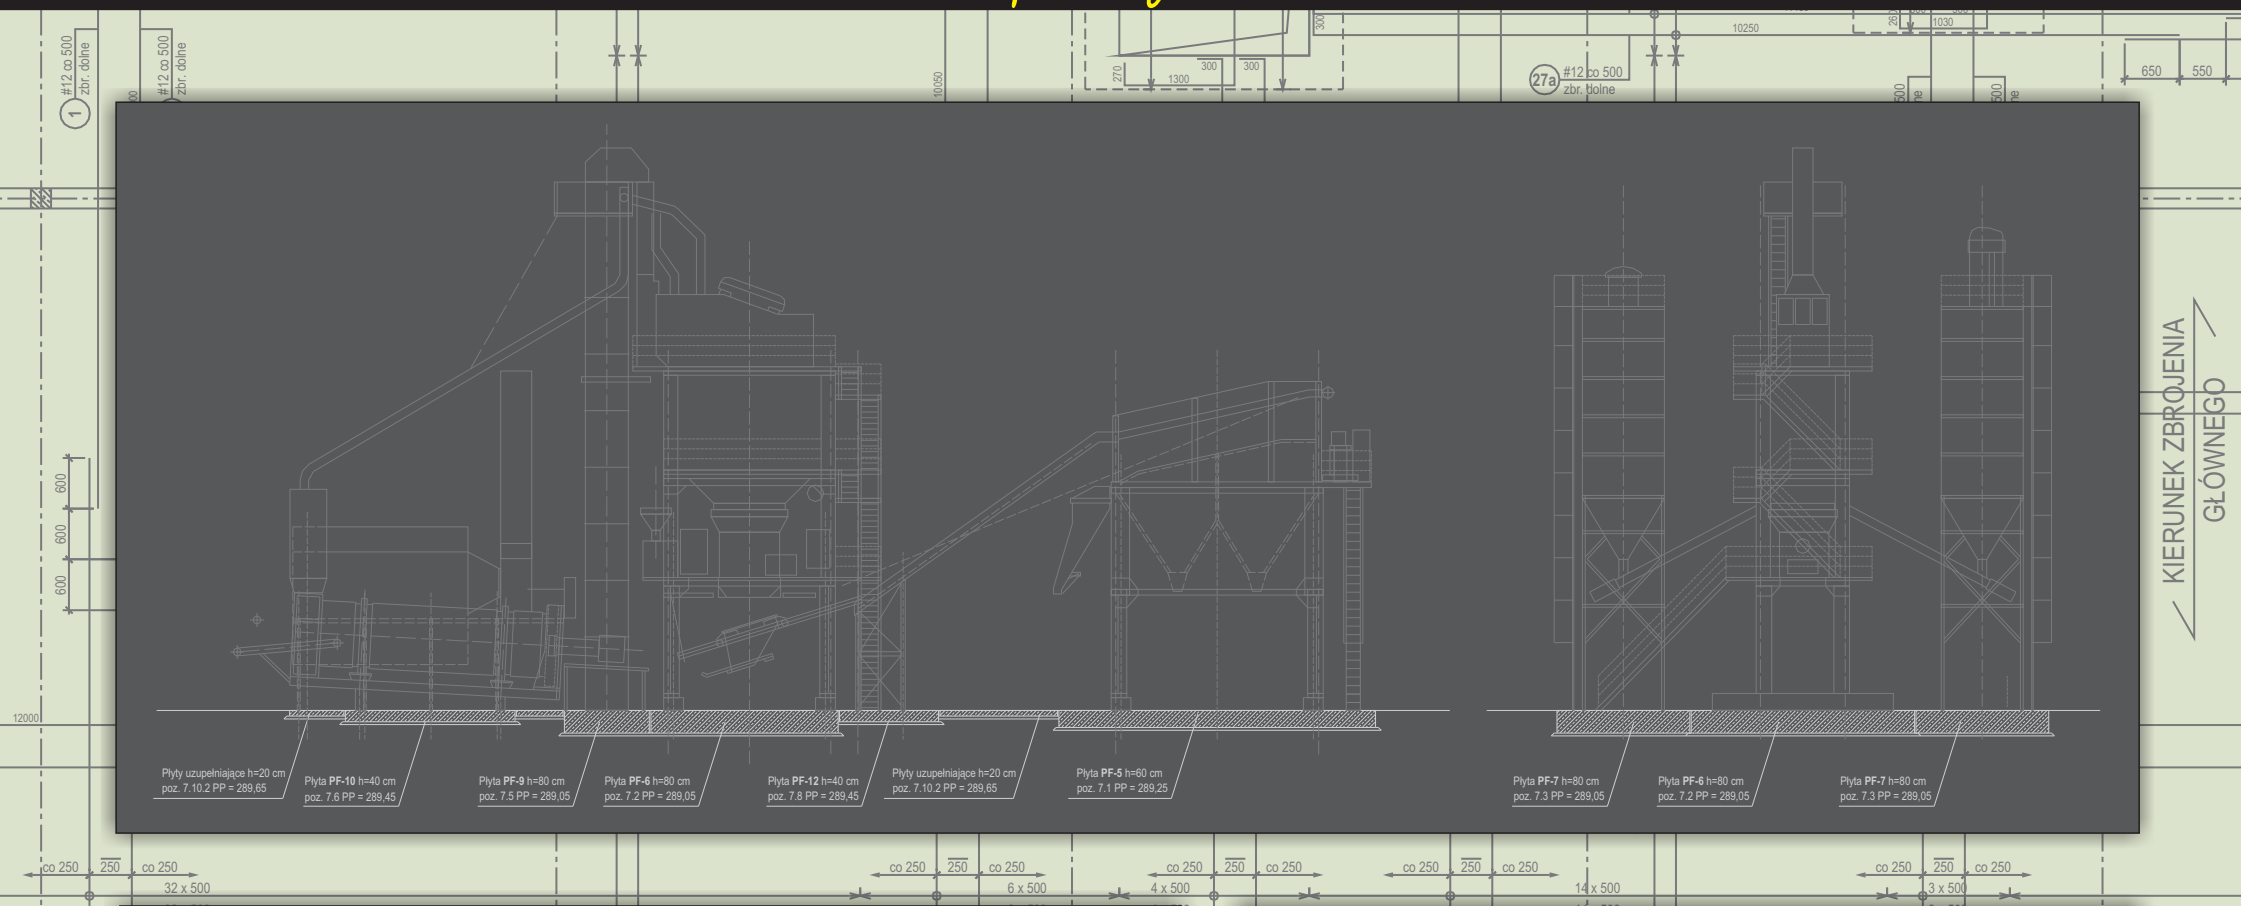 #12 co 500
zbr. dolne
1
#12 co 500
zbr. dolne
10050
270
1300
300
300
300
10250
27a
#12 co 500
zbr. dolne
1030
650
550
600
600
600
12000
KIERUNEK ZBROJENIA
GŁÓWNEGO
Płyty uzupełniające h=20 cm
poz. 7.10.2 PP = 289,65
Płyta PF-10 h=40 cm
poz. 7.6 PP = 289,45
Płyta PF-9 h=80 cm
poz. 7.5 PP = 289,05
Płyta PF-6 h=80 cm
poz. 7.2 PP = 289,05
Płyta PF-12 h=40 cm
poz. 7.8 PP = 289,45
Płyty uzupełniające h=20 cm
poz. 7.10.2 PP = 289,65
Płyta PF-5 h=60 cm
poz. 7.1 PP = 289,25
Płyta PF-7 h=80 cm
poz. 7.3 PP = 289,05
Płyta PF-6 h=80 cm
poz. 7.2 PP = 289,05
Płyta PF-7 h=80 cm
poz. 7.3 PP = 289,05
co 250 250 co 250
co 250 250 co 250
co 250 250 co 250
co 250 250 co 250
co 250 250 co 250
32 x 500
6 x 500
4 x 500
14 x 500
3 x 500